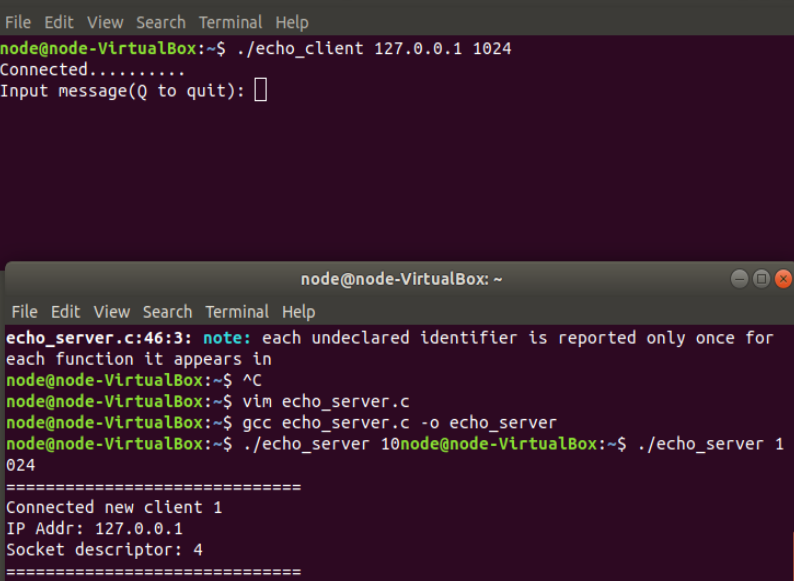 File Edit View Search Terminal Help
node@node-VirtualBox:~$ ./echo_client 127.0.0.1 1024
Connected..........
Input message(Q to quit):
node@node-VirtualBox: ~
File Edit View Search Terminal Help
echo_server.c:46:3: note: each undeclared identifier is reported only once for
each function it appears in
node@node-VirtualBox:~$ ^C
node@node-VirtualBox:~$ vim echo_server.c
node@node-VirtualBox:~$ gcc echo_server.c -o echo_server
node@node-VirtualBox:~$ ./echo_server 10node@node-VirtualBox:~$ ./echo_server 1
024
==============================
Connected new client 1
IP Addr: 127.0.0.1
Socket descriptor: 4
==============================